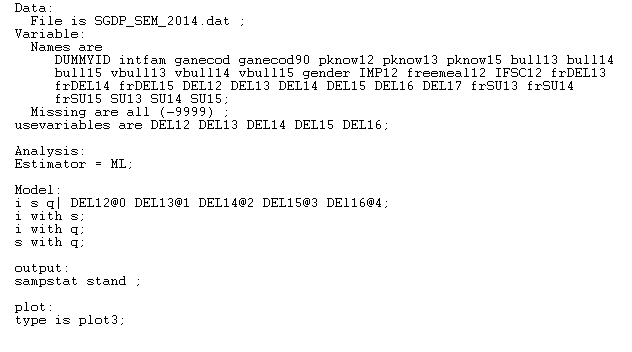 Data:
File is SGDP_SEM_2014.dat ;
Variable:
Names are
DUMMYID intfam ganecod ganecod90 pknow12 pknow13 pknow15 bull13 bull14
bull15 vbull13 vbull14 vbull15 gender IMP12 freemeal12 IFSC12 frDEL13
frDEL14 frDEL15 DEL12 DEL13 DEL14 DEL15 DEL16 DEL17 frSU13 frSU14
frSU15 SU13 SU14 SU15;
Missing are all (-9999) ;
usevariables are DEL12 DEL13 DEL14 DEL15 DEL16;
Analysis:
Estimator = ML;
Model:
i s q| DEL12@0 DEL13@1 DEL14@2 DEL15@3 DEl16@4;
i with s;
i with q;
s with q;
output:
sampstat stand ;
plot:
type is plot3;